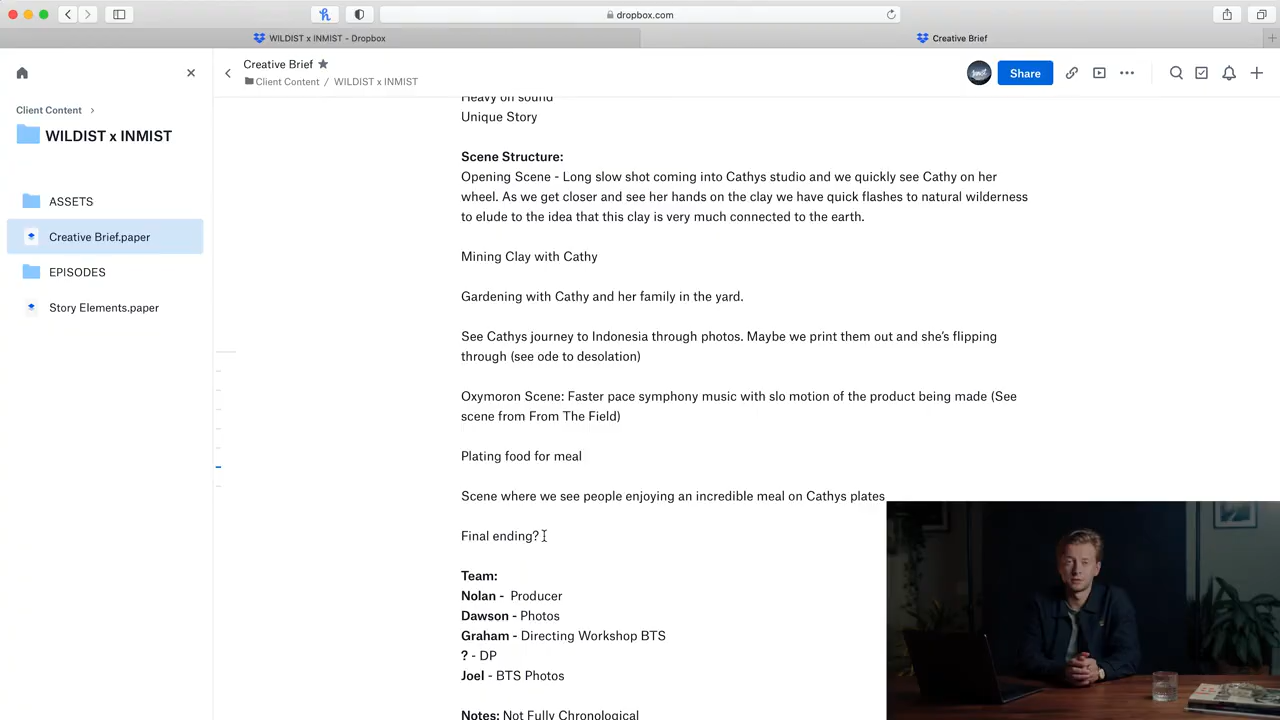 dropbox.com
WILDIST x INMIST - Dropbox
Creative Brief
Creative Brief
Client Content / WILDIST x INMIST
Share
Client Content
WILDIST x INMIST
ASSETS
Creative Brief.paper
EPISODES
Story Elements.paper
Heavy on sound
Unique Story
Scene Structure:
Opening Scene - Long slow shot coming into Cathys studio and we quickly see Cathy on her
wheel. As we get closer and see her hands on the clay we have quick flashes to natural wilderness
to elude to the idea that this clay is very much connected to the earth.
Mining Clay with Cathy
Gardening with Cathy and her family in the yard.
See Cathys journey to Indonesia through photos. Maybe we print them out and she's flipping
through (see ode to desolation)
Oxymoron Scene: Faster pace symphony music with slo motion of the product being made (See
scene from From The Field)
Plating food for meal
Scene where we see people enjoying an incredible meal on Cathys plates
Final ending?
Team:
Nolan - Producer
Dawson - Photos
Graham - Directing Workshop BTS
? - DP
Joel - BTS Photos
Notes: Not Fully Chronological